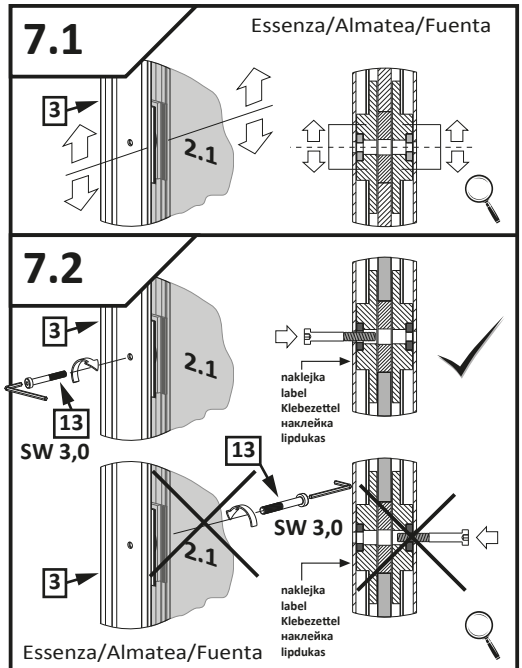 7.1
Essenza/Almatea/Fuenta
3
2.1
7.2
3
2.1
13
SW 3,0
naklejka
label
Klebezettel
наклейка
lipdukas
13
SW 3,0
2.1
3
naklejka
label
Klebezettel
наклейка
lipdukas
Essenza/Almatea/Fuenta